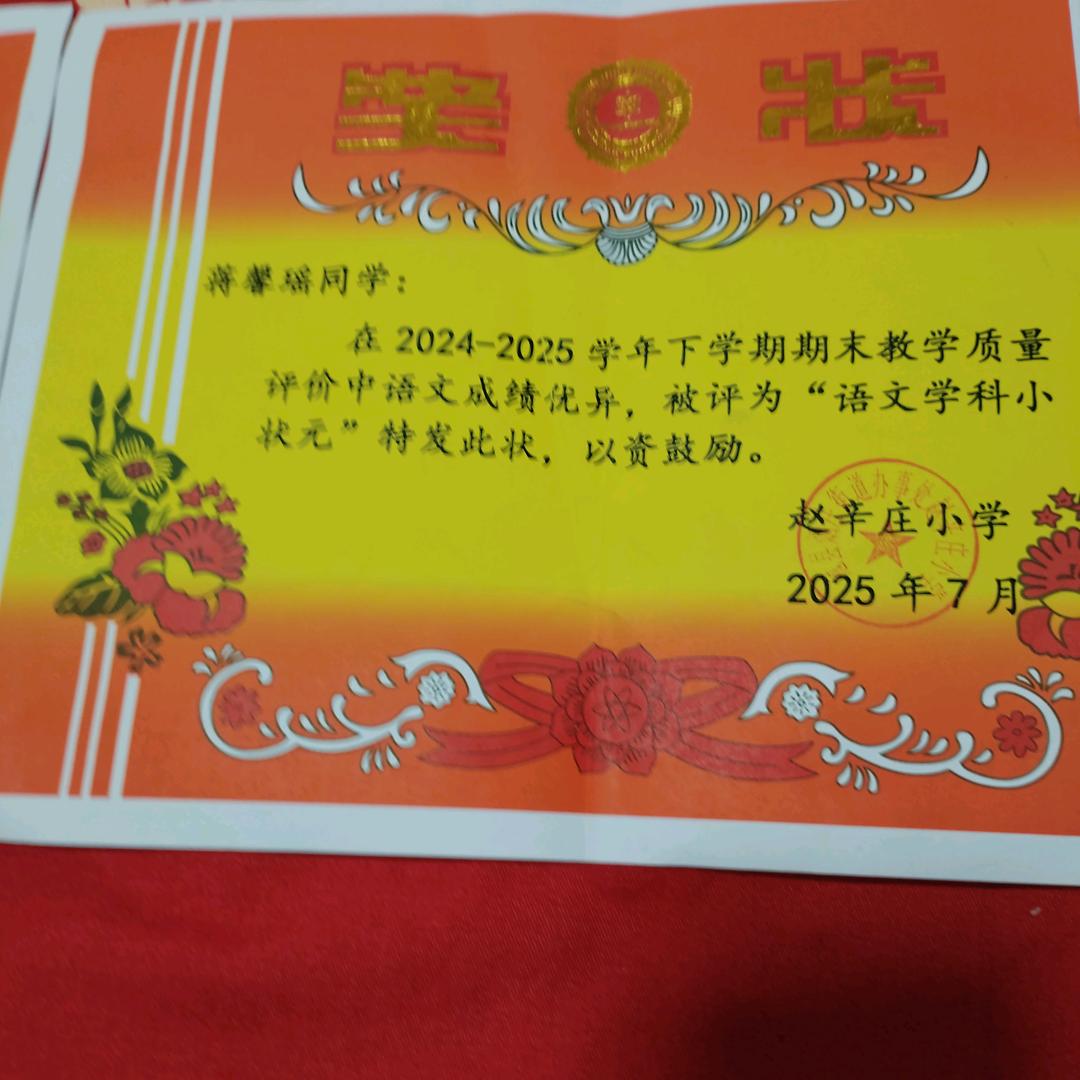 奖状
蒋馨瑶同学：
在 2024-2025 学年下学期期末教学质量
评价中语文成绩优异，被评为“语文学科小
状元”特发此状，以资鼓励。
赵辛庄小学
2025 年 7 月